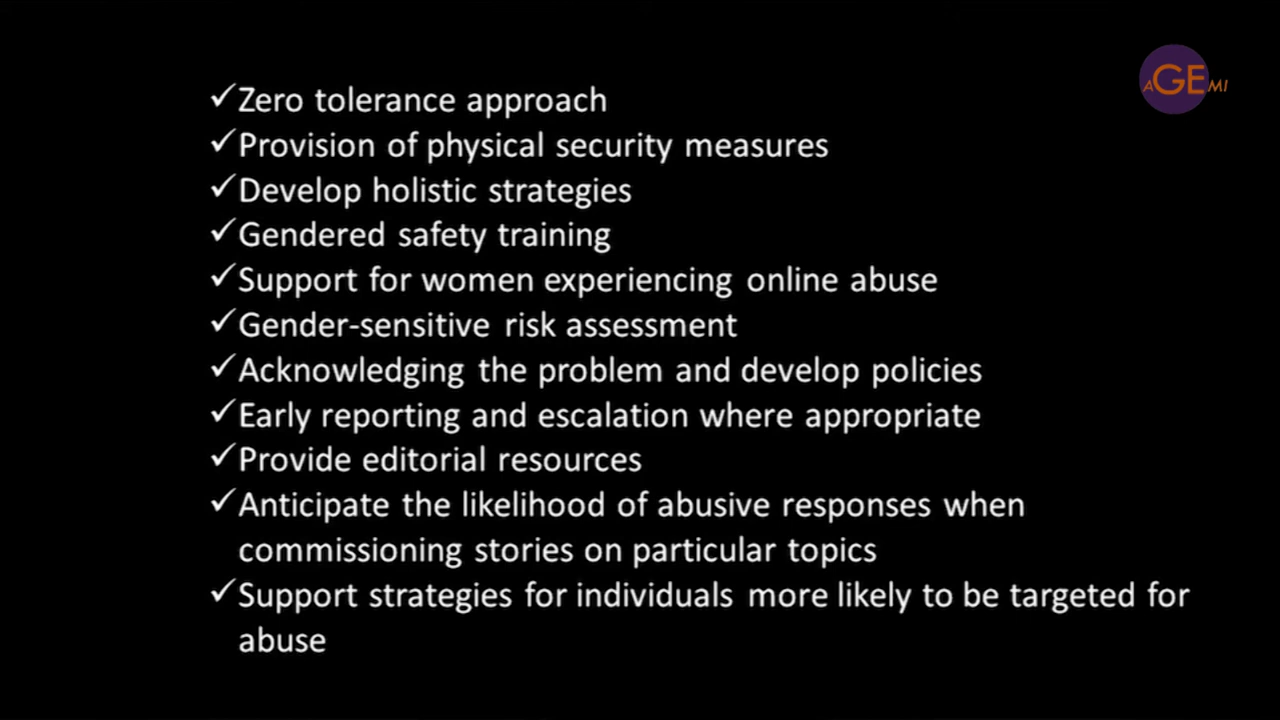 AGEMI
✓Zero tolerance approach
✓Provision of physical security measures
✓Develop holistic strategies
✓Gendered safety training
✓Support for women experiencing online abuse
✓Gender-sensitive risk assessment
✓Acknowledging the problem and develop policies
✓Early reporting and escalation where appropriate
✓Provide editorial resources
✓Anticipate the likelihood of abusive responses when
commissioning stories on particular topics
✓Support strategies for individuals more likely to be targeted for
abuse